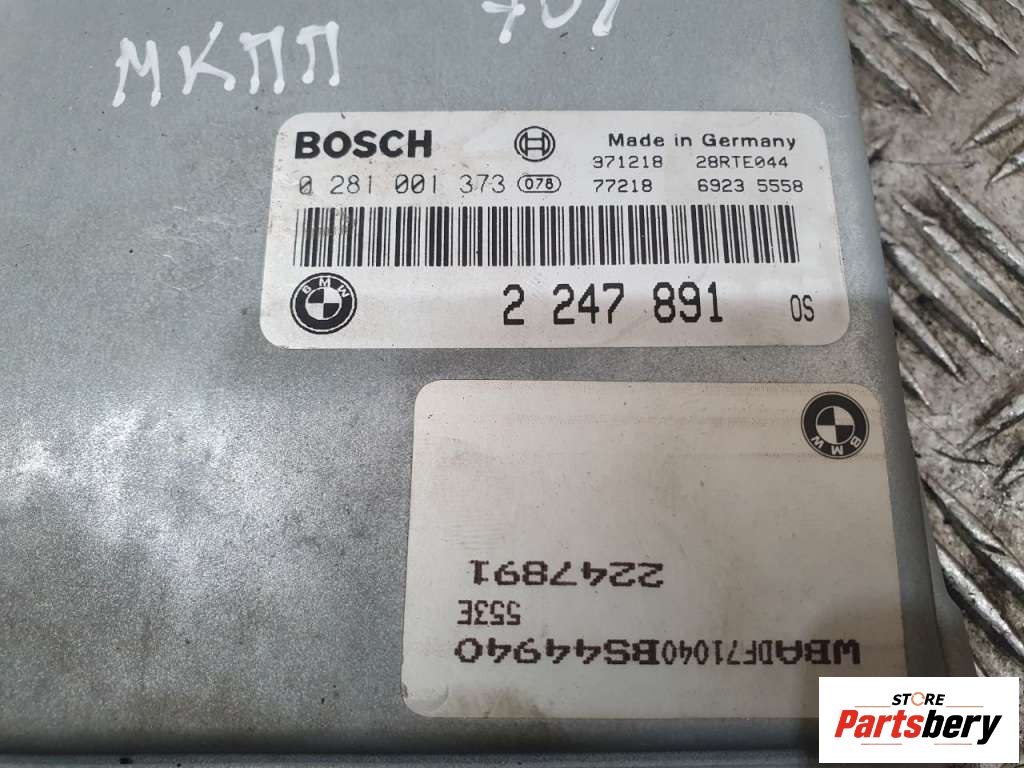 МКПП 701
BOSCH Made in Germany
371218 28RTE044
0 281 001 373 078 77218 6923 5558
BMW 2 247 891 OS
BMW
2247891
553E
WBADF71040BS44940
STORE
Partsbery